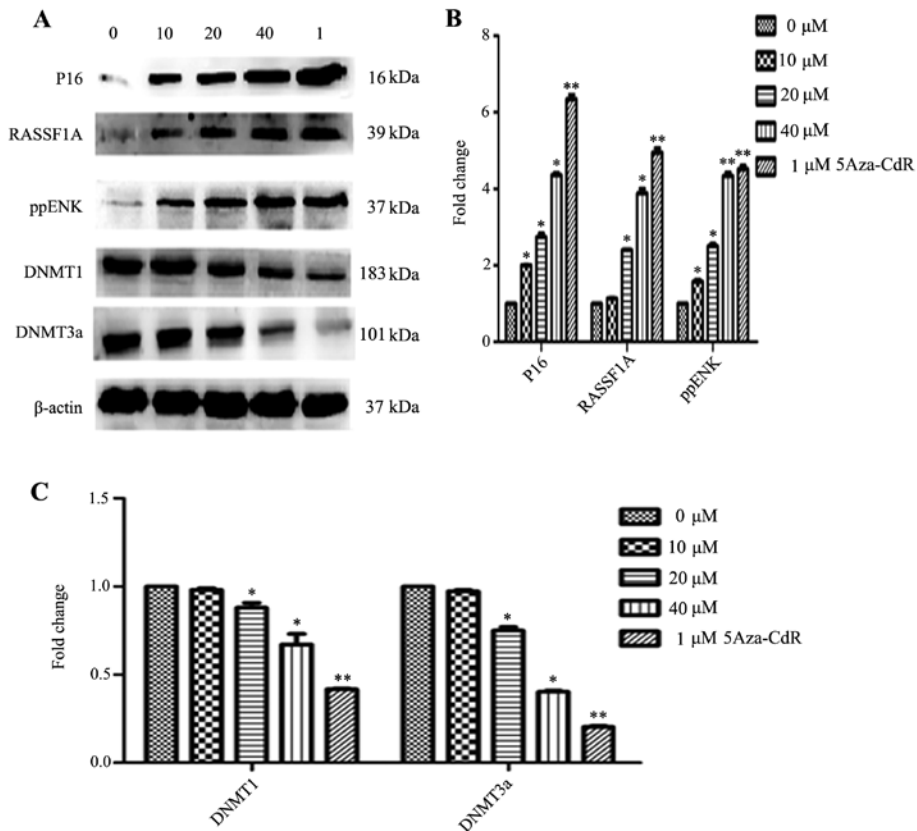 A
0 10 20 40 1
P16 16 kDa
RASSF1A 39 kDa
ppENK 37 kDa
DNMT1 183 kDa
DNMT3a 101 kDa
β-actin 37 kDa
B
8
6
4
2
0
Fold change
** 
* * *
**
* *
** **
* *
P16
RASSF1A
ppENK
0 μM
10 μM
20 μM
40 μM
1 μM 5Aza-CdR
C
1.5
1.0
0.5
0.0
Fold change
* * **
* * **
DNMT1
DNMT3a
0 μM
10 μM
20 μM
40 μM
1 μM 5Aza-CdR